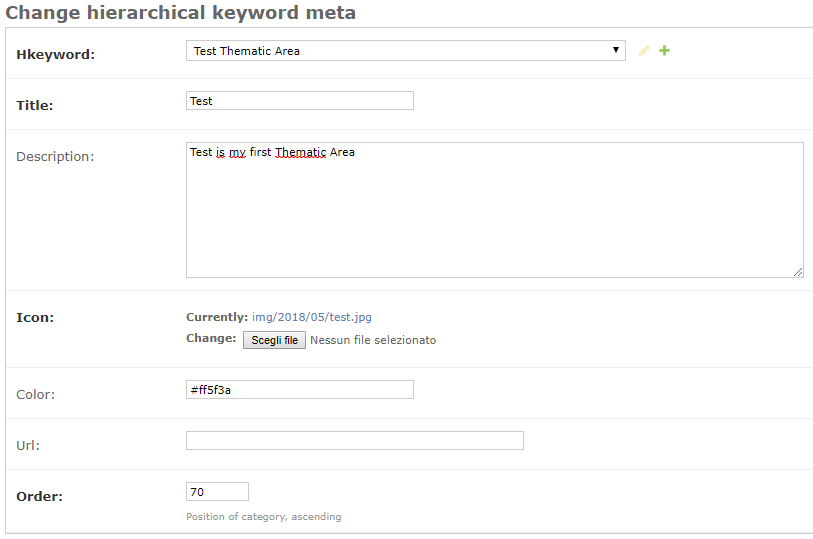 Change hierarchical keyword meta
Hkeyword: Test Thematic Area
Title: Test
Description: Test is my first Thematic Area
Icon: Currently: img/2018/05/test.jpg
Change: Scegli file Nessun file selezionato
Color: #ff5f3a
Url:
Order: 70
Position of category, ascending